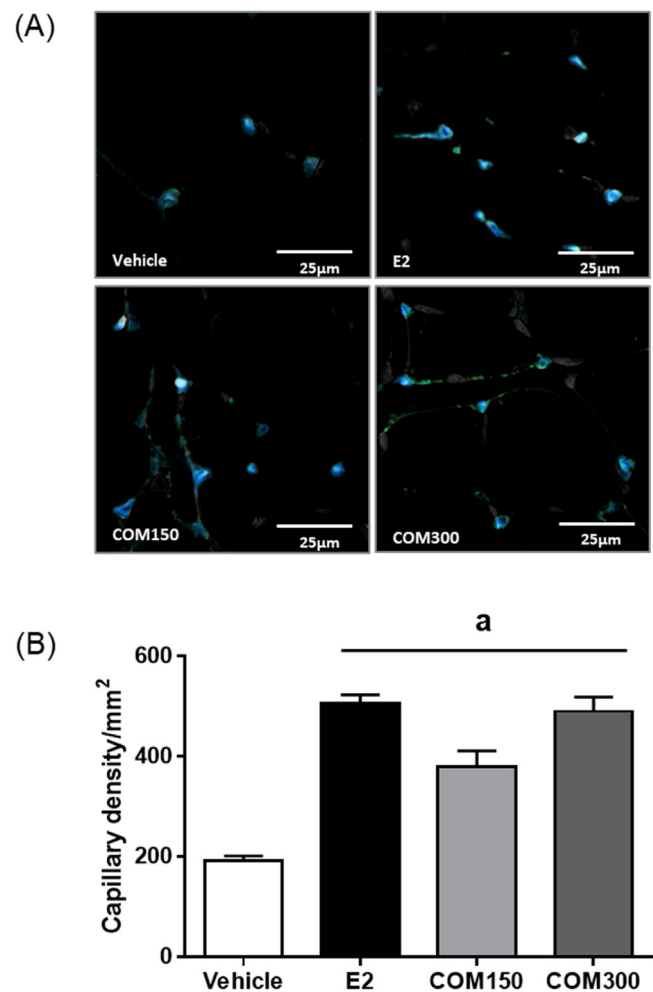 (A)
Vehicle
25µm
E2
25µm
COM150
25µm
COM300
25µm
(B)
a
Capillary density/mm²
600
400
200
0
Vehicle E2 COM150 COM300